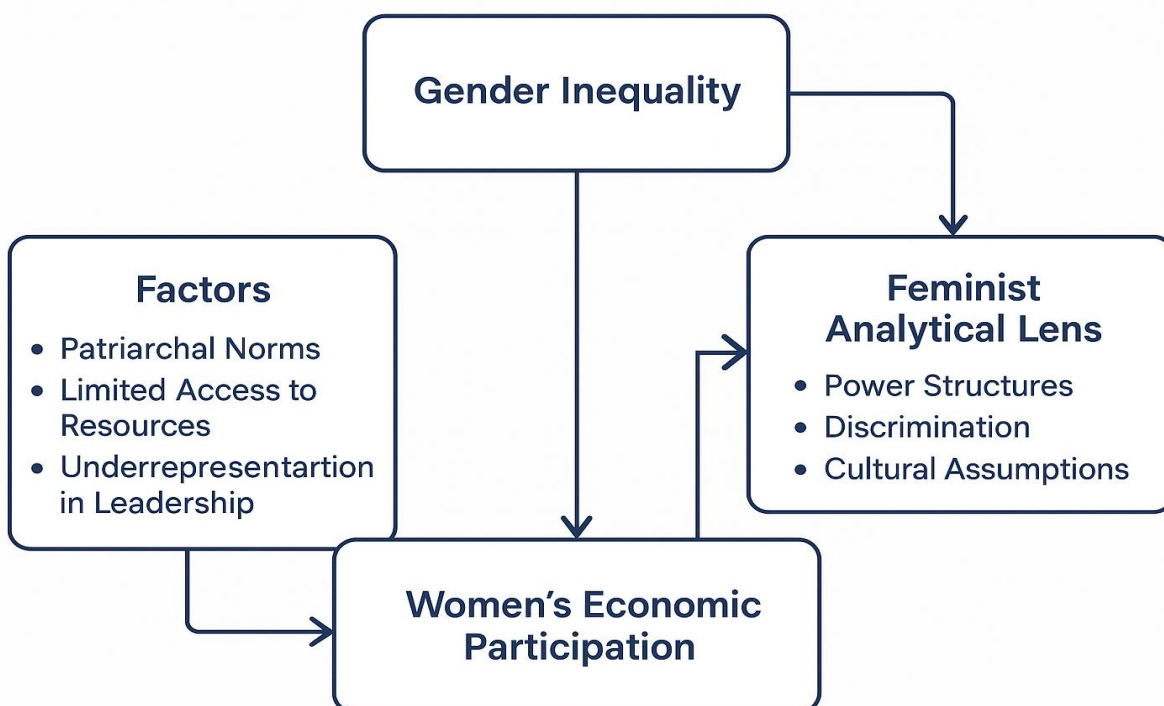 Gender Inequality
Factors
• Patriarchal Norms
• Limited Access to
Resources
• Underrepresentartion
in Leadership
Feminist
Analytical Lens
• Power Structures
• Discrimination
• Cultural Assumptions
Women’s Economic
Participation